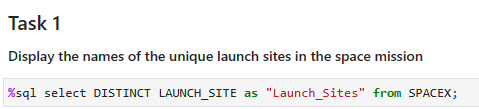 Task 1
Display the names of the unique launch sites in the space mission
%sql select DISTINCT LAUNCH_SITE as "Launch_Sites" from SPACEX;